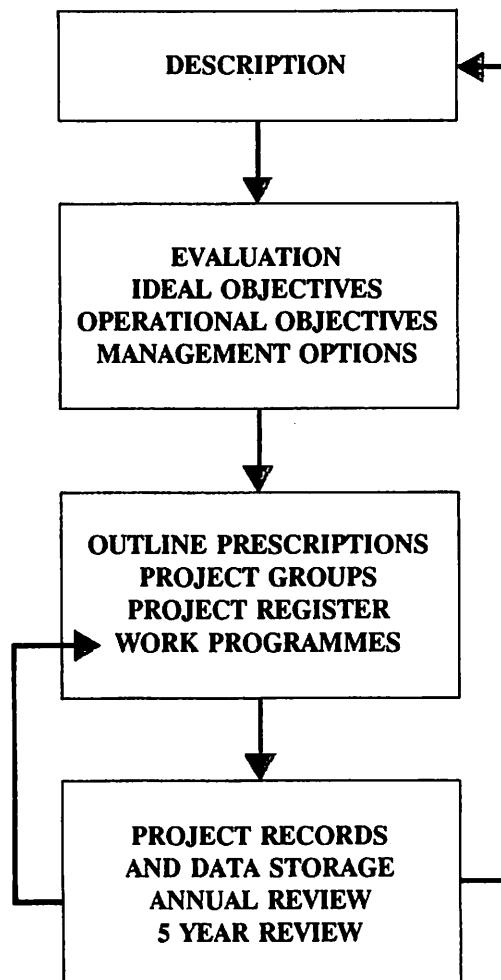 DESCRIPTION
EVALUATION
IDEAL OBJECTIVES
OPERATIONAL OBJECTIVES
MANAGEMENT OPTIONS
OUTLINE PRESCRIPTIONS
PROJECT GROUPS
PROJECT REGISTER
WORK PROGRAMMES
PROJECT RECORDS
AND DATA STORAGE
ANNUAL REVIEW
5 YEAR REVIEW